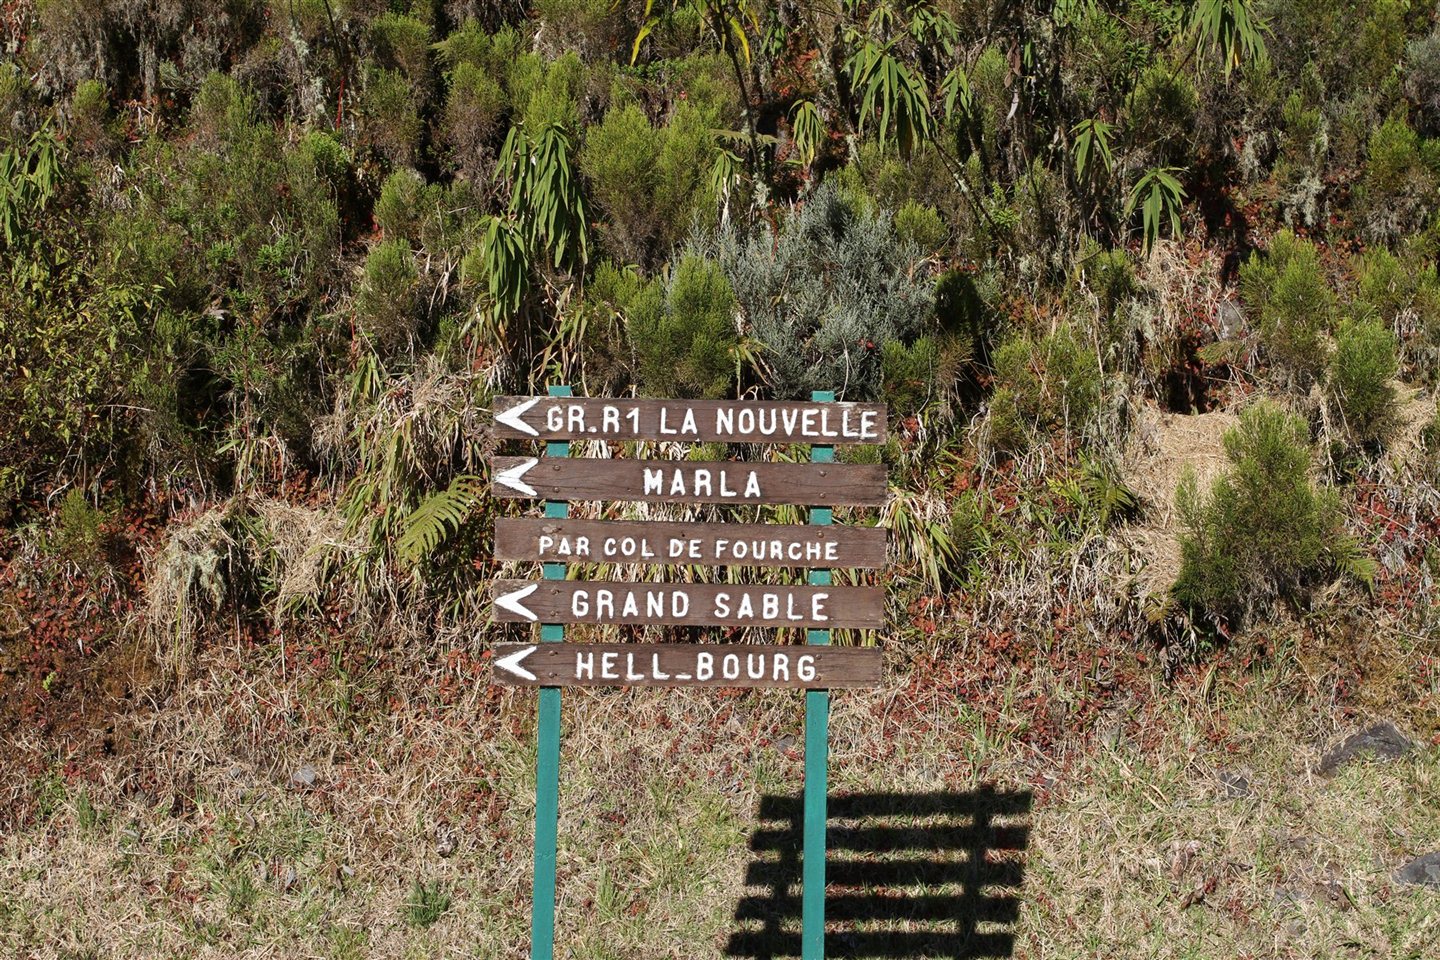 GR.R1 LA NOUVELLE
MARLA
PAR COL DE FOURCHE
GRAND SABLE
HELL_BOURG